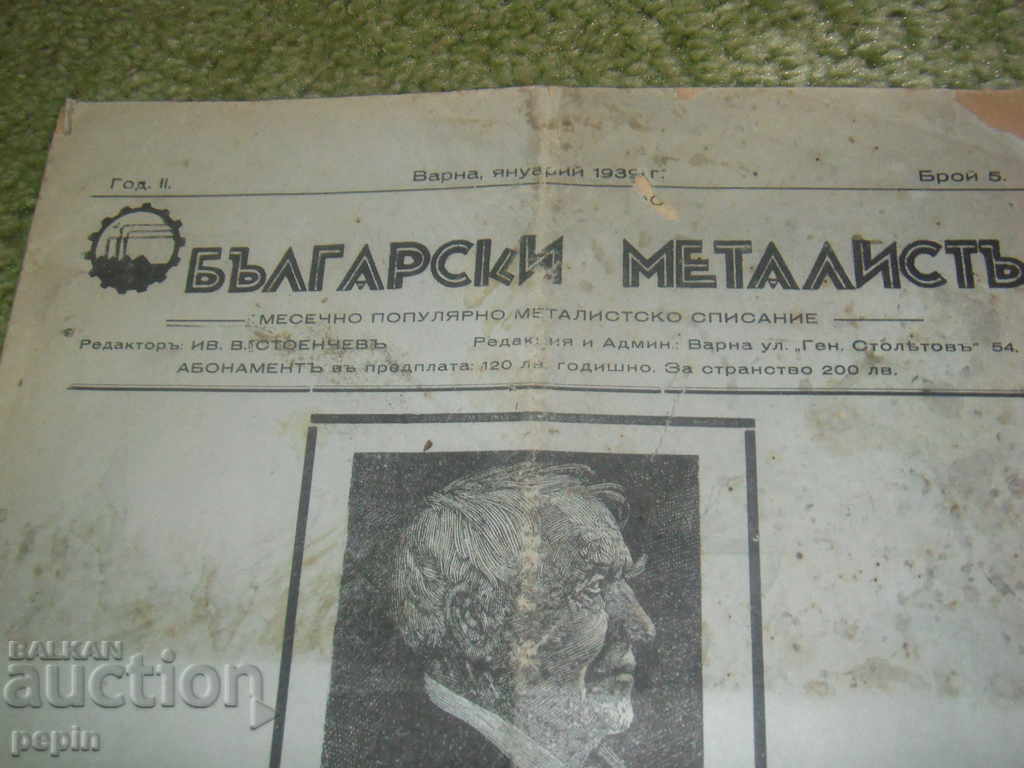 Год. II. Варна, януарий 1939 г. Брой 5.
БЪЛГАРСКИ МЕТАЛИСТЪ
МЕСЕЧНО ПОПУЛЯРНО МЕТАЛИСТСКО СПИСАНИЕ
Редакторъ: ИВ. В. СТОЕНЧЕВЪ Редакция и Админ.: Варна ул. „Ген. Столѣтовъ" 54.
АБОНАМЕНТЪ въ предплата: 120 лв. годишно. За странство 200 лв.
BALKAN
auction
pepin